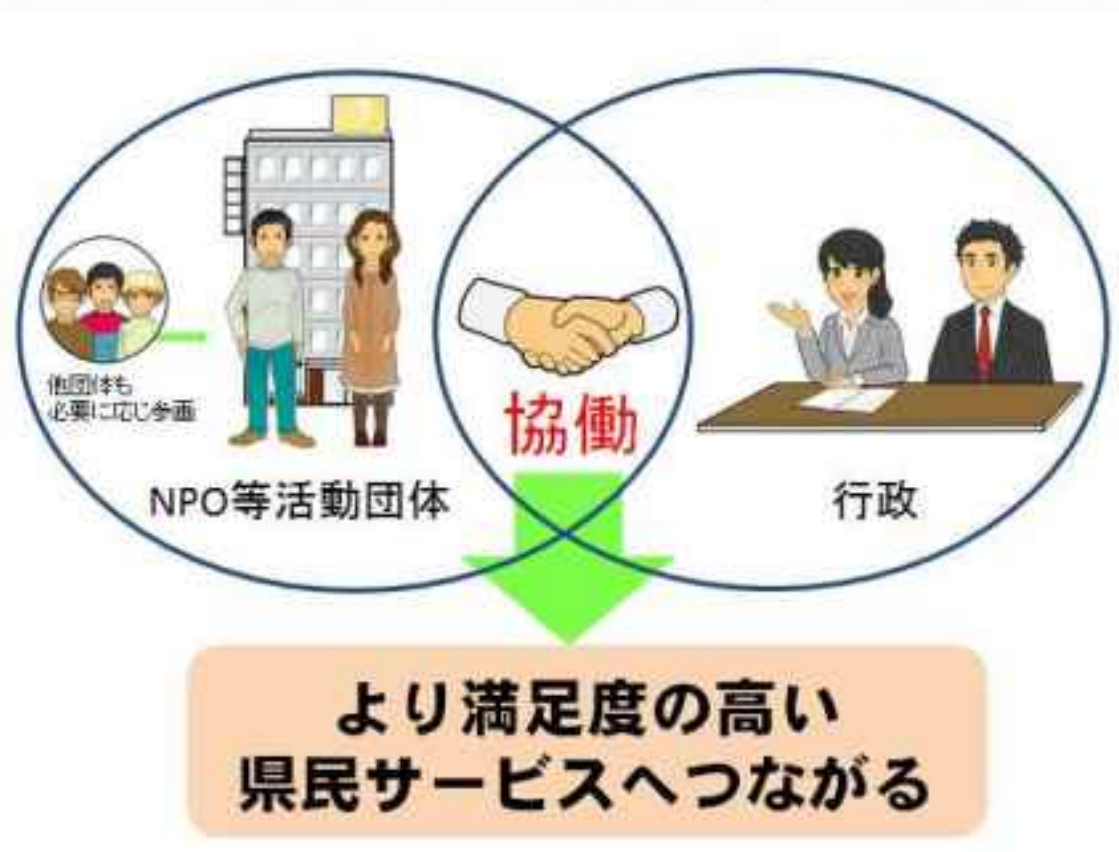 他団体も
必要に応じ参画
協働
NPO等活動団体
行政
より満足度の高い
県民サービスへつながる